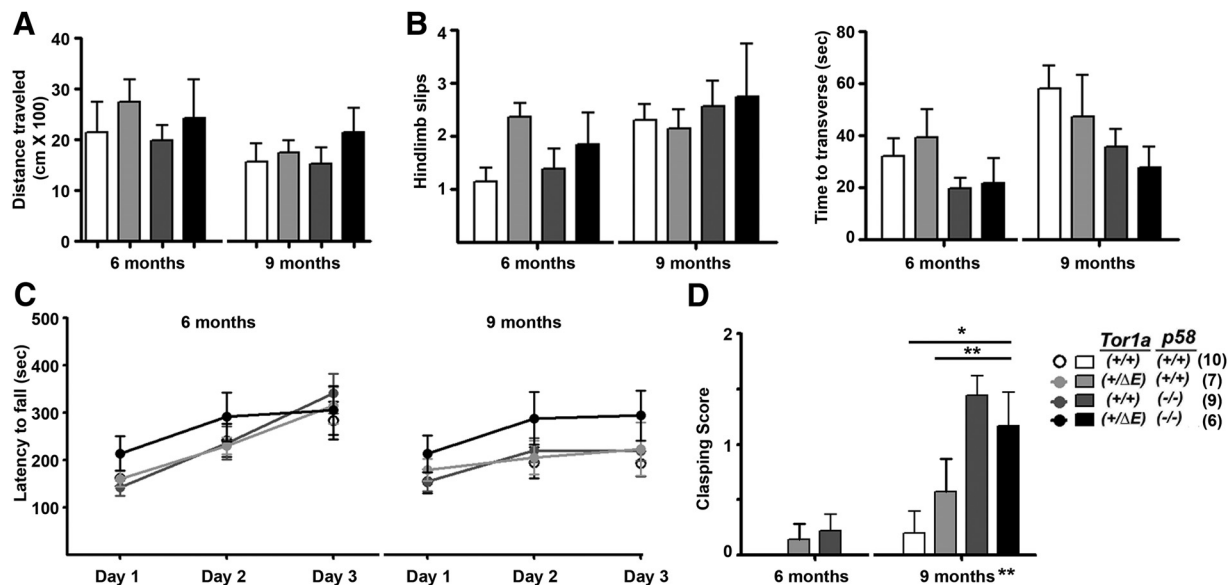 A
Distance traveled
(cm X 100)
40
30
20
10
0
6 months
9 months
B
Hindlimb slips
4
3
2
1
6 months
9 months
Time to transverse (sec)
80
60
40
20
0
6 months
9 months
C
Latency to fall (sec)
500
400
300
200
100
6 months
9 months
Day 1
Day 2
Day 3
Day 1
Day 2
Day 3
D
Clasping Score
2
1
0
*
**
6 months
9 months **
Tor1a p58
(+/+) (+/+) (10)
(+/ΔE) (+/+) (7)
(+/+) (-/-) (9)
(+/ΔE) (-/-) (6)